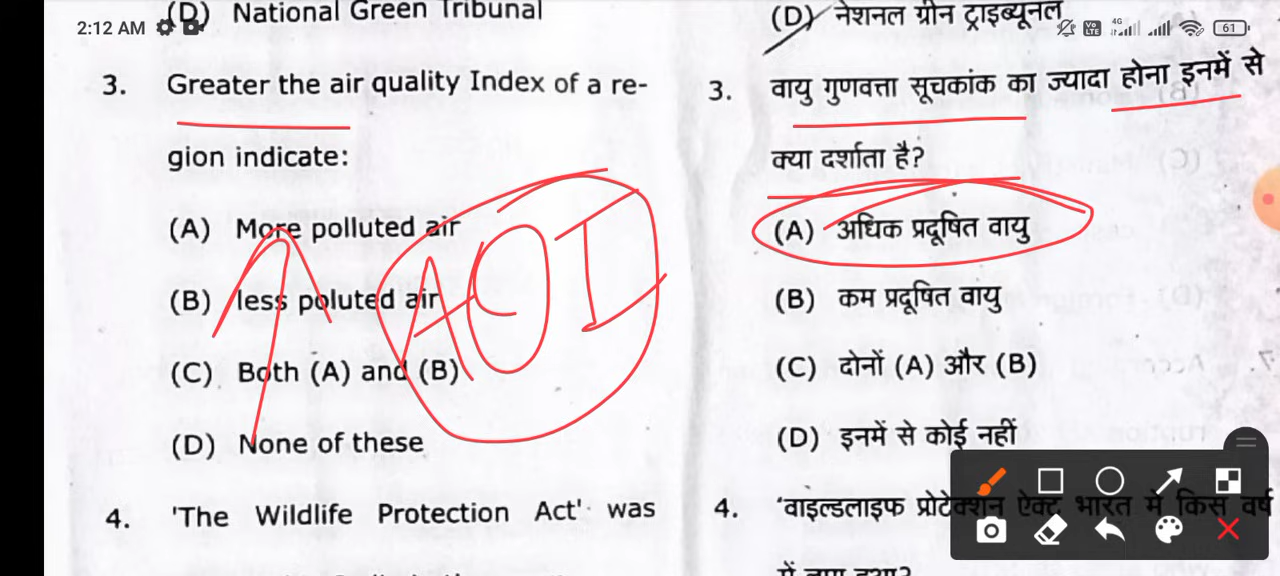 (D) National Green Tribunal
2:12 AM
61
3. Greater the air quality Index of a re-
gion indicate:
(A) More polluted air
(B) less poluted air
(C) Both (A) and (B)
(D) None of these
4. 'The Wildlife Protection Act' was
AQI
(D) नेशनल ग्रीन ट्राइब्यूनल
3. वायु गुणवत्ता सूचकांक का ज्यादा होना इनमें से
क्या दर्शाता है?
(A) अधिक प्रदूषित वायु
(B) कम प्रदूषित वायु
(C) दोनों (A) और (B)
(D) इनमें से कोई नहीं
4. 'वाइल्डलाइफ प्रोटेक्शन ऐक्ट भारत में किस वर्ष